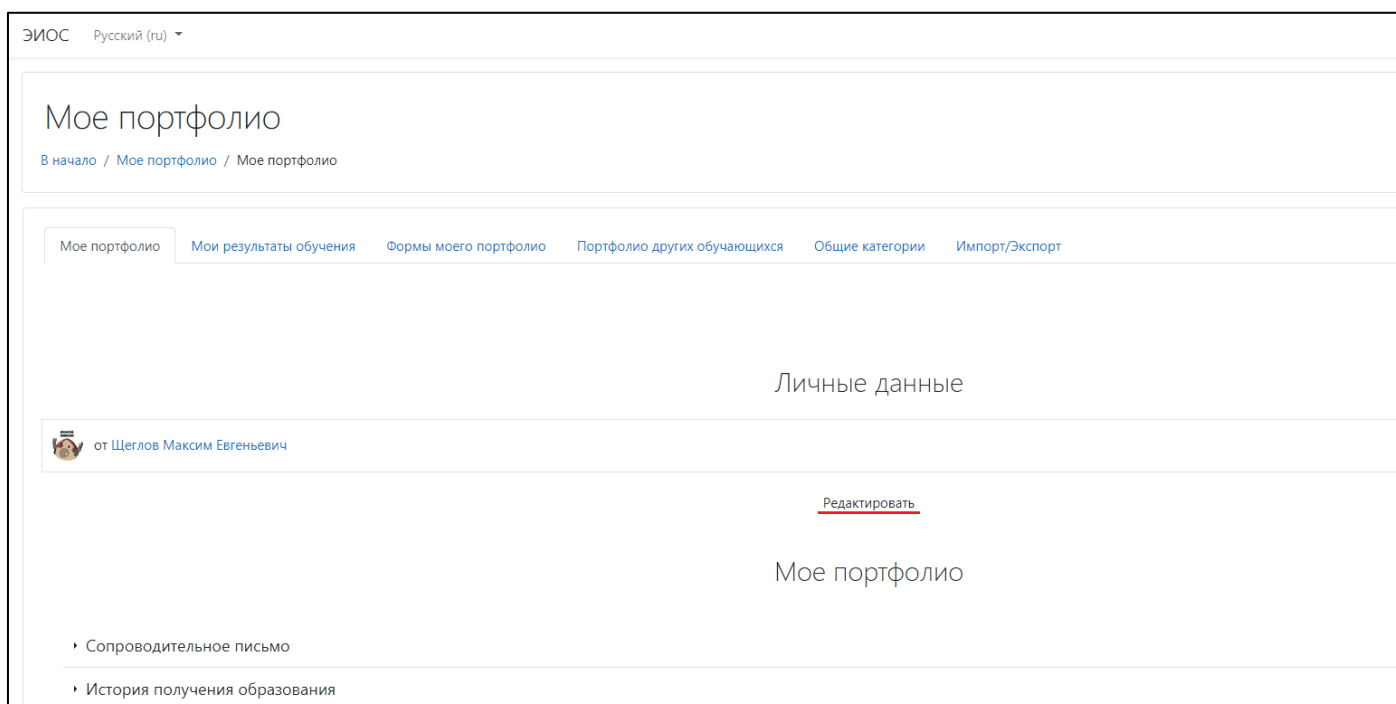 ЭИОС Русский (ru)
Мое портфолио
В начало / Мое портфолио / Мое портфолио
Мое портфолио Мои результаты обучения Формы моего портфолио Портфолио других обучающихся Общие категории Импорт/Экспорт
Личные данные
от Щеглов Максим Евгеньевич
Редактировать
Мое портфолио
Сопроводительное письмо
История получения образования